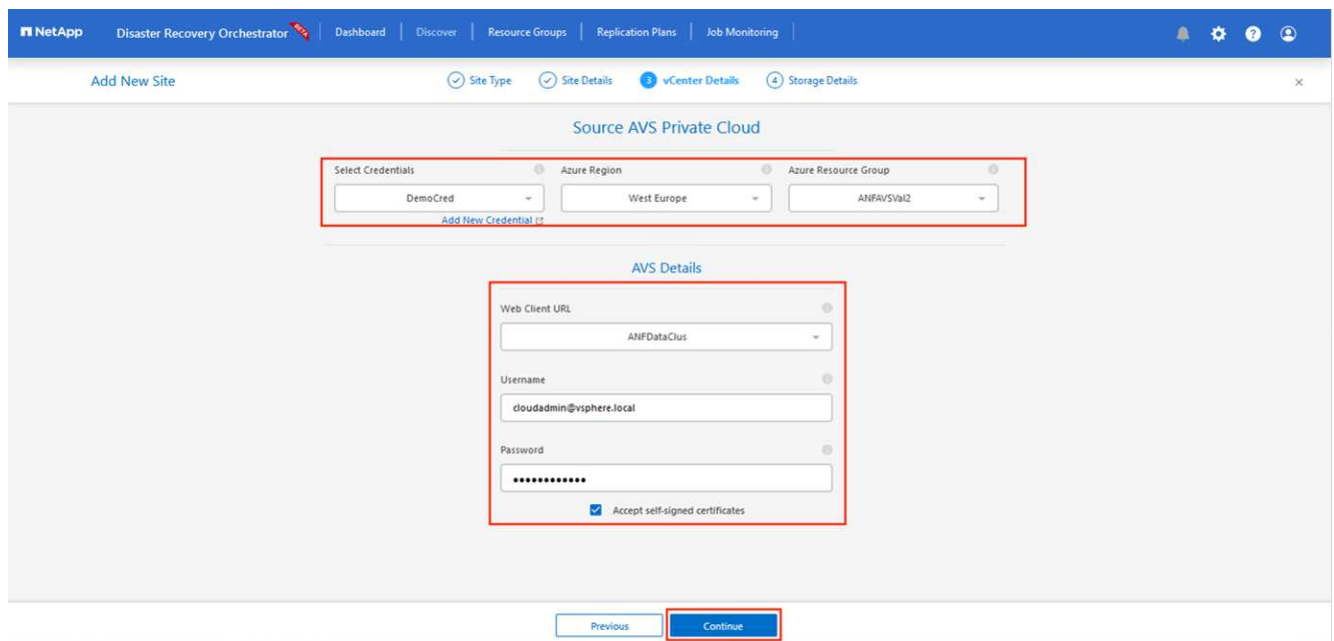 NetApp Disaster Recovery Orchestrator BETA Dashboard Discover Resource Groups Replication Plans Job Monitoring
Add New Site Site Type Site Details 3 vCenter Details 4 Storage Details
Source AVS Private Cloud
Select Credentials Azure Region Azure Resource Group
DemoCred West Europe ANFAVSVal2
Add New Credential
AVS Details
Web Client URL
ANFDataClus
Username
cloudadmin@vsphere.local
Password
••••••••••••
Accept self-signed certificates
Previous Continue